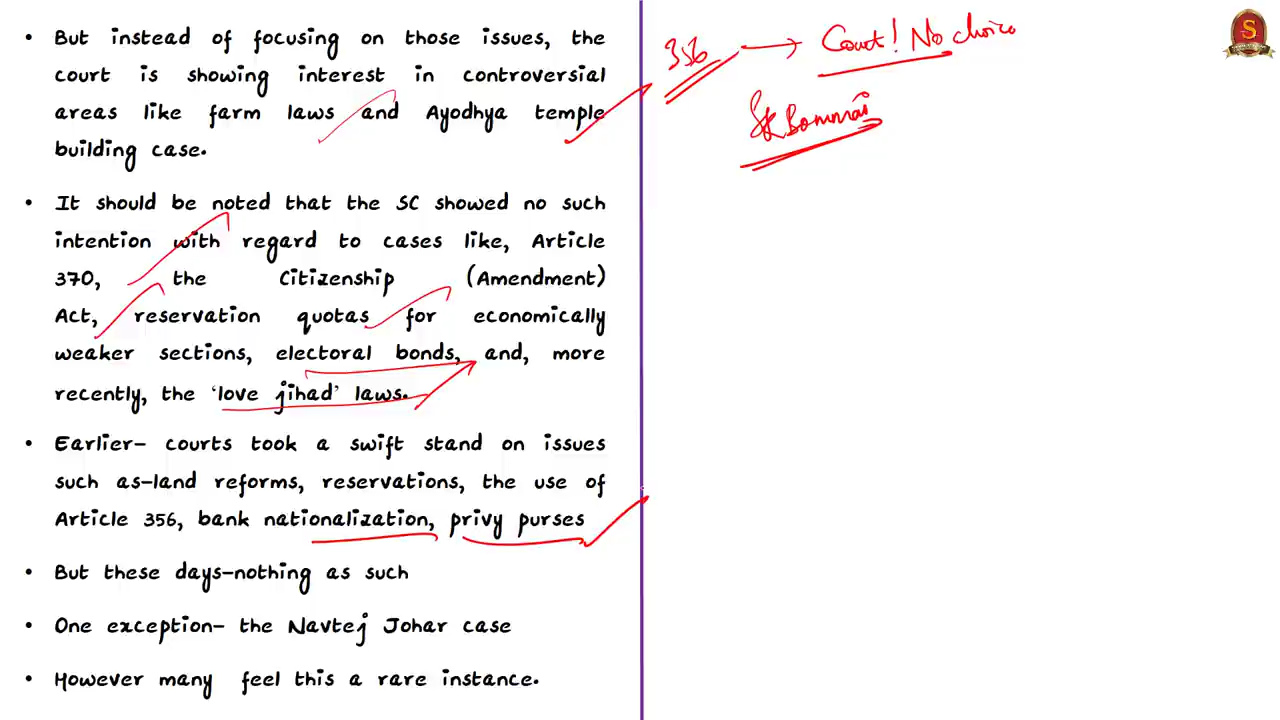 • But instead of focusing on those issues, the
court is showing interest in controversial
areas like farm laws and Ayodhya temple
building case.
• It should be noted that the SC showed no such
intention with regard to cases like, Article
370, the Citizenship (Amendment)
Act, reservation quotas for economically
weaker sections, electoral bonds, and, more
recently, the 'love jihad' laws.
• Earlier- courts took a swift stand on issues
such as-land reforms, reservations, the use of
Article 356, bank nationalization, privy purses
• But these days-nothing as such
• One exception- the Navtej Johar case
• However many feel this a rare instance.
356 → Court! No choice
SR Bommai
S